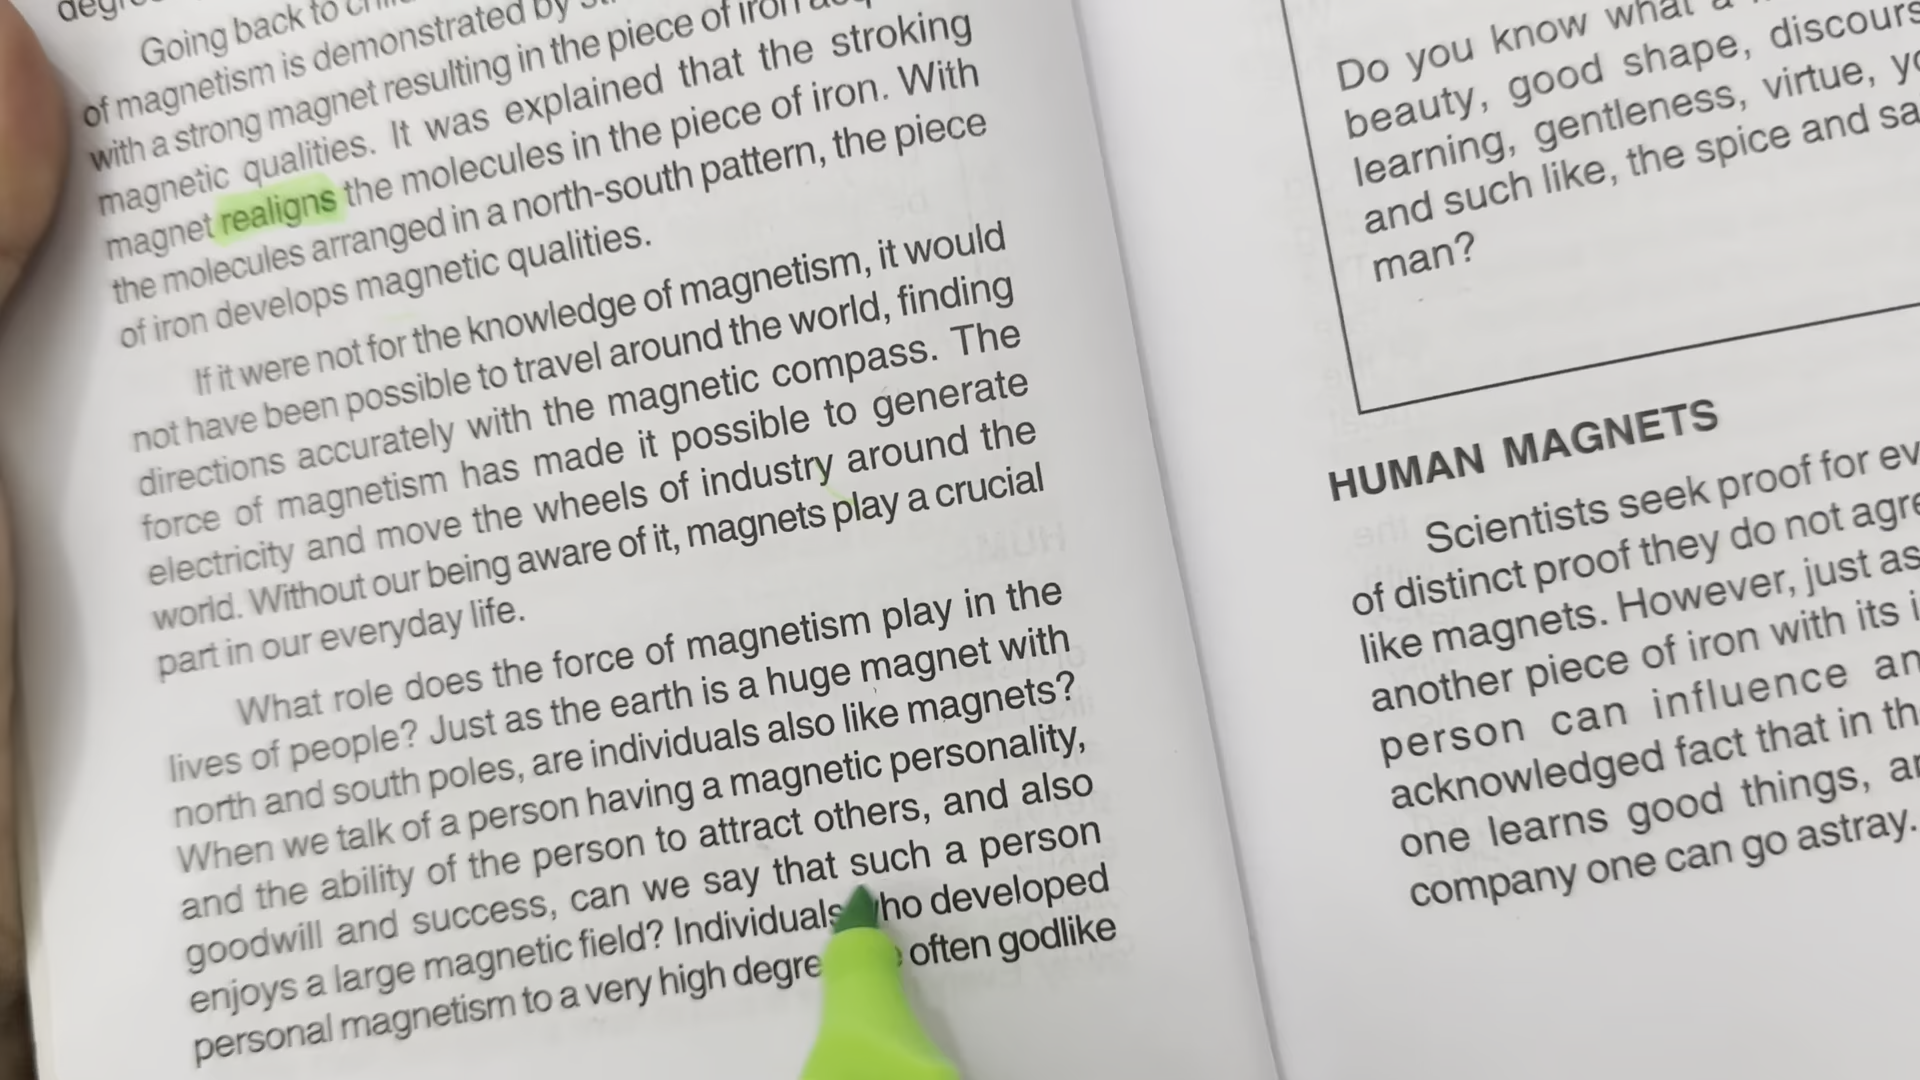 Going back to
of magnetism is demonstrated by
with a strong magnet resulting in the piece of iron
magnetic qualities. It was explained that the stroking
magnet realigns the molecules in the piece of iron. With
the molecules arranged in a north-south pattern, the piece
of iron develops magnetic qualities.
If it were not for the knowledge of magnetism, it would
not have been possible to travel around the world, finding
directions accurately with the magnetic compass. The
force of magnetism has made it possible to generate
electricity and move the wheels of industry around the
world. Without our being aware of it, magnets play a crucial
part in our everyday life.
What role does the force of magnetism play in the
lives of people? Just as the earth is a huge magnet with
north and south poles, are individuals also like magnets?
When we talk of a person having a magnetic personality,
and the ability of the person to attract others, and also
goodwill and success, can we say that such a person
enjoys a large magnetic field? Individuals who developed
personal magnetism to a very high degre often godlike
Do you know what a
beauty, good shape, discours
learning, gentleness, virtue, yo
and such like, the spice and sa
man?
HUMAN MAGNETS
Scientists seek proof for ev
of distinct proof they do not agre
like magnets. However, just as
another piece of iron with its i
person can influence an
acknowledged fact that in th
one learns good things, an
company one can go astray.